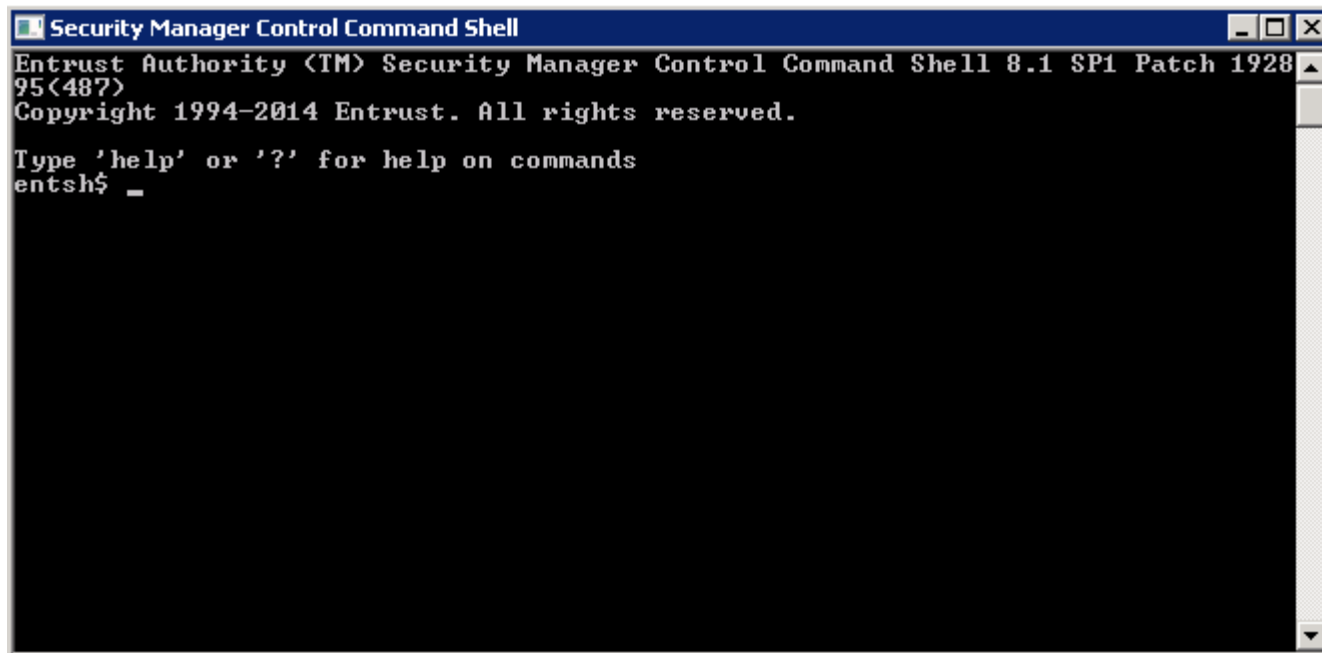 Security Manager Control Command Shell
Entrust Authority (TM) Security Manager Control Command Shell 8.1 SP1 Patch 1928
95(487)
Copyright 1994-2014 Entrust. All rights reserved.
Type 'help' or '?' for help on commands
entsh$ _